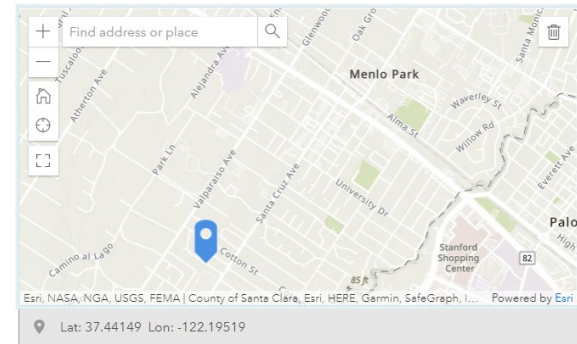 Find address or place
Glenwoo
Oak Gro
Santa Monic
Tuscaloo
Alejandra Av
Atherton Ave
Menlo Park
Waverley St
Alma St
Willow Rd
Park Ln
Valparaiso Ave
Everett Ave
Santa Cruz Ave
University Dr
Palo
High
Camino al Lago
Cotton St
Stanford
Shopping
Center
82
85 ft
Esri, NASA, NGA, USGS, FEMA | County of Santa Clara, Esri, HERE, Garmin, SafeGraph, I... Powered by Esri
Lat: 37.44149 Lon: -122.19519